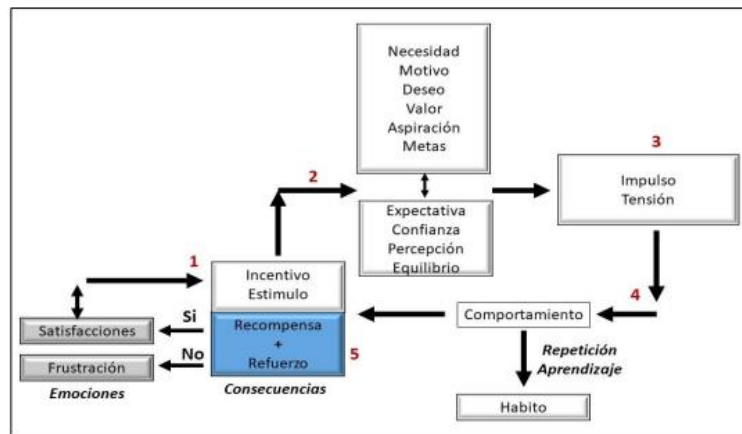 Necesidad
Motivo
Deseo
Valor
Aspiración
Metas
3
2
Impulso
Tensión
Expectativa
Confianza
Percepción
Equilibrio
1
Incentivo
Estimulo
4
Si
Satisfacciones
Recompensa
+
Refuerzo
5
Comportamiento
No
Frustración
Emociones
Consecuencias
Repetición
Aprendizaje
Habito